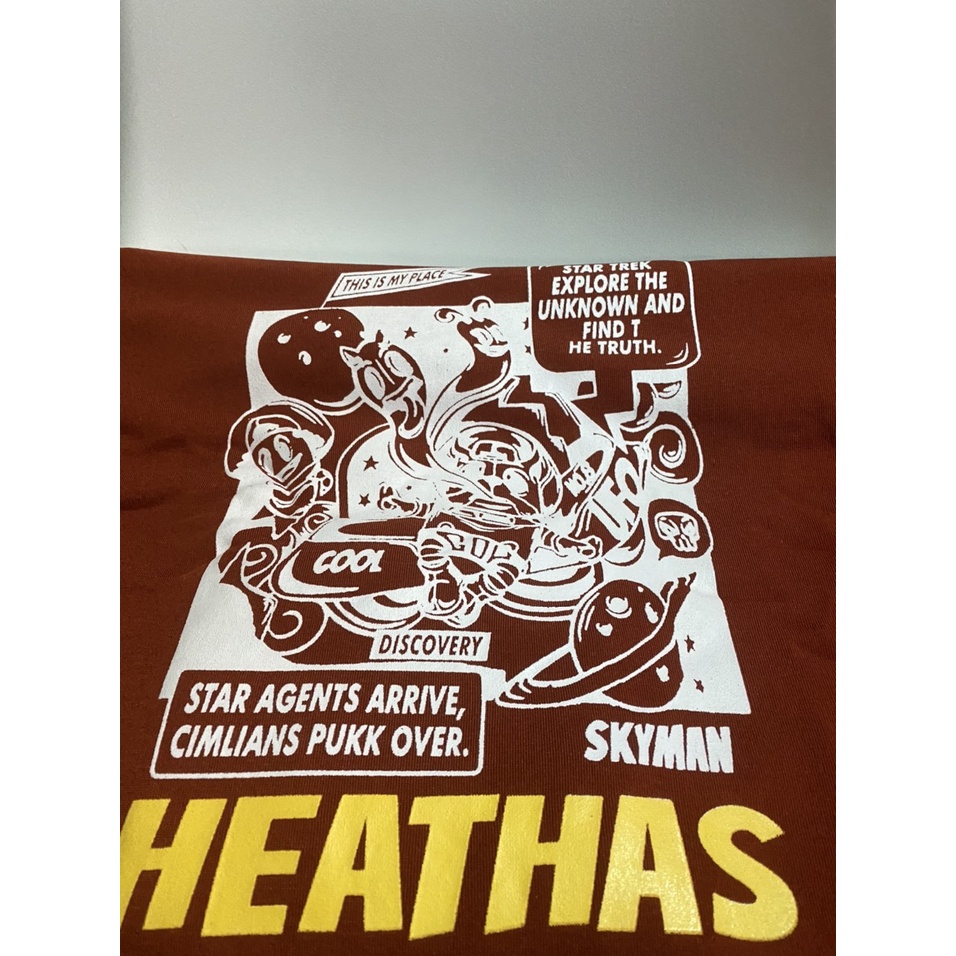 THIS IS MY PLACE
STAR TREK
EXPLORE THE
UNKNOWN AND
FIND T
HE TRUTH.
UFO
COOL
DISCOVERY
STAR AGENTS ARRIVE,
CIMLIANS PUKK OVER.
SKYMAN
HEATHAS